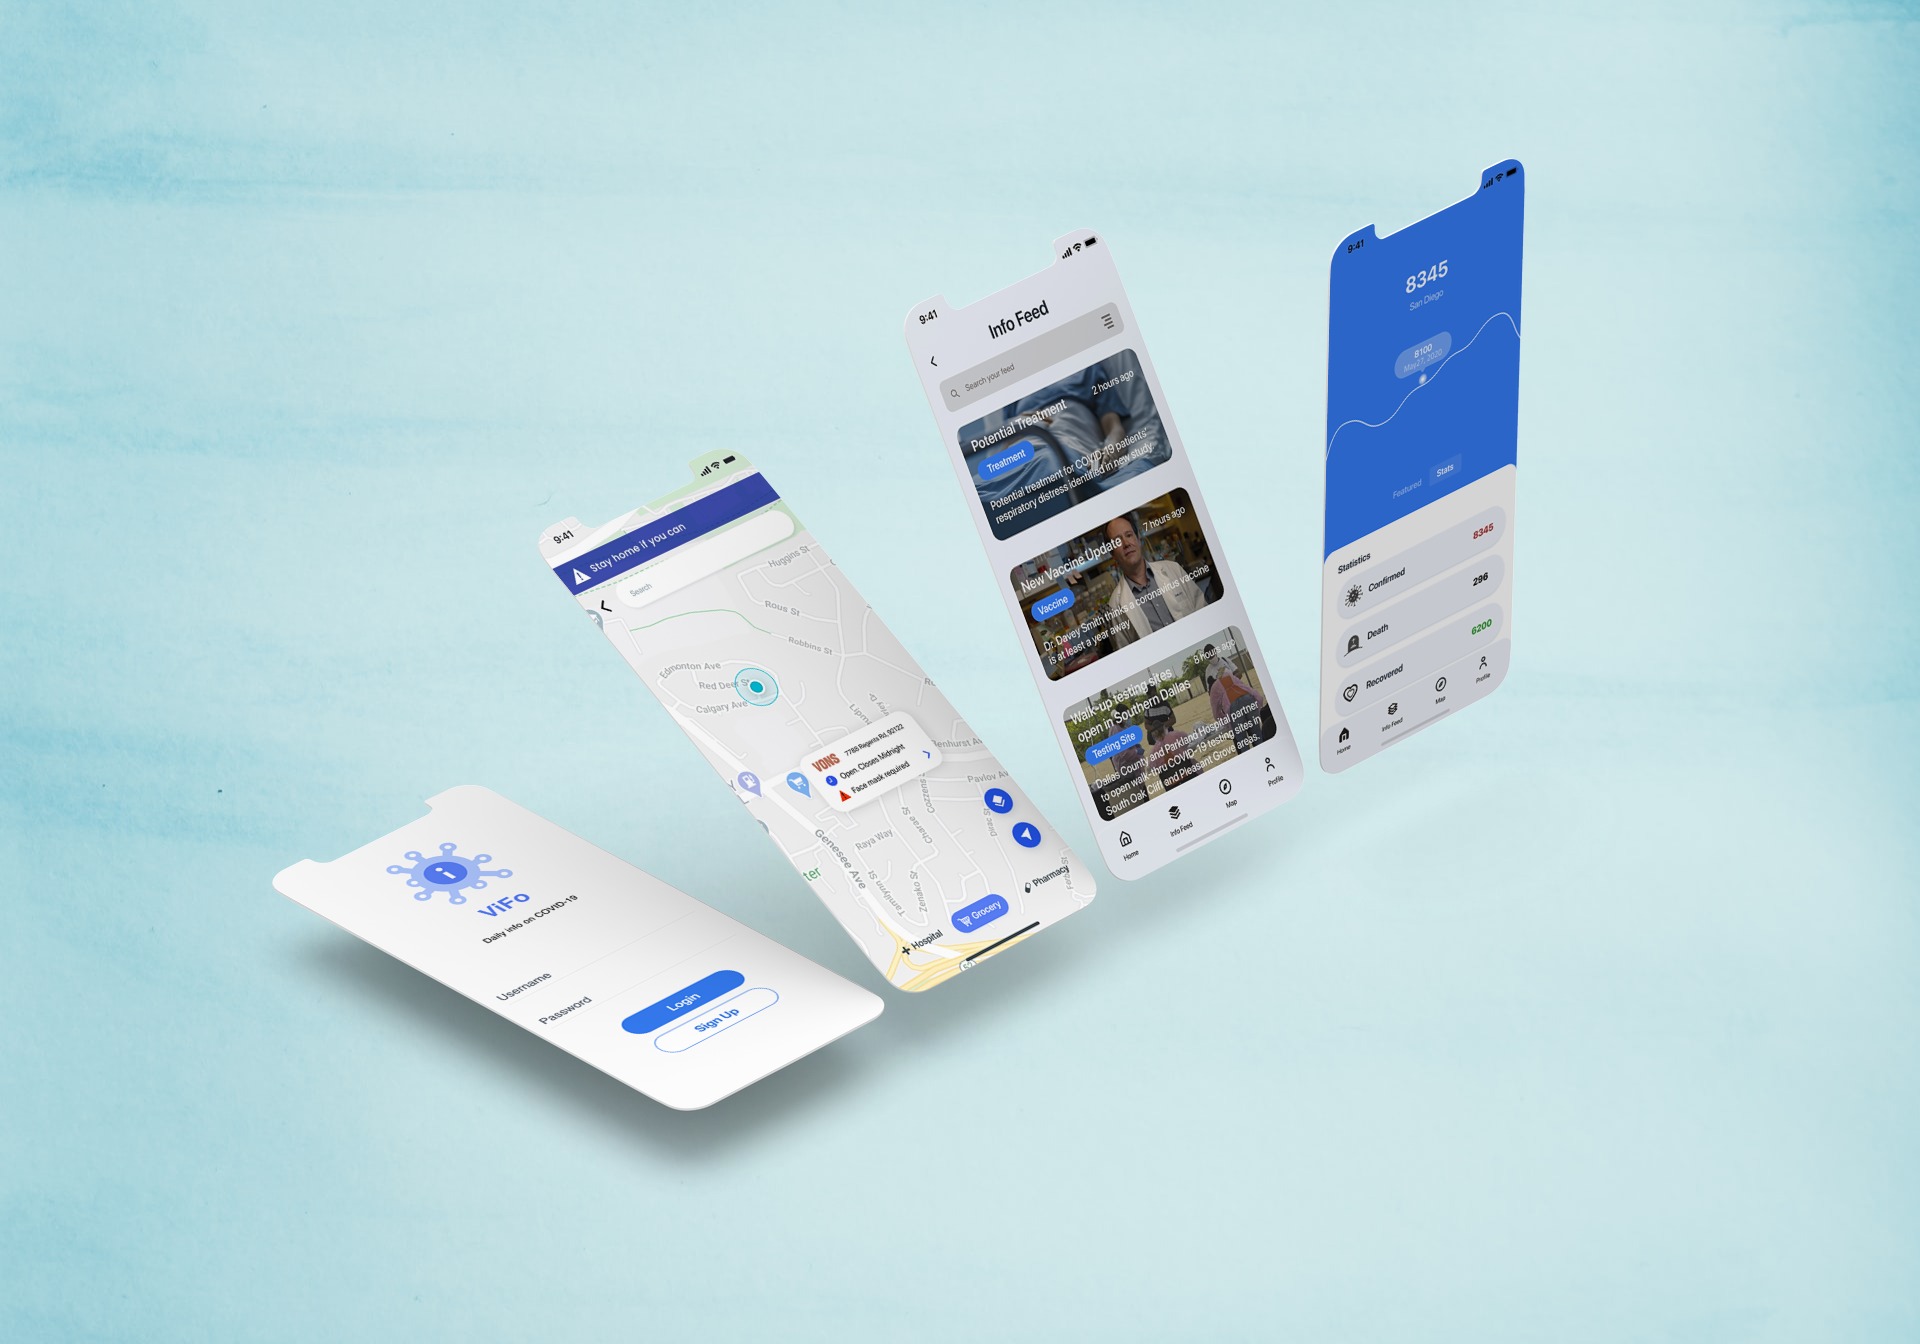 ViFo
Daily info on COVID-19
Username
Password
Login
Sign Up
9:41
Stay home if you can
Search
Huggins St
Rous St
Robbins St
Edmonton Ave
Red Deer St
Calgary Ave
VONS
7788 Regents Rd, 92122
Open. Closes Midnight
Face mask required
Pavlov Av
Genesee Ave
Raya Way
Charae St
Cozzens
Dirac St
Tamilynn St
Zenako St
ter
Pharmacy
Grocery
Hospital
9:41
Info Feed
Search your feed
Potential Treatment
2 hours ago
Treatment
Potential treatment for COVID-19 patients'
respiratory distress identified in new study
New Vaccine Update
7 hours ago
Vaccine
Dr. Davey Smith thinks a coronavirus vaccine
is at least a year away
Walk-up testing sites
open in Southern Dallas
8 hours ago
Testing Site
Dallas County and Parkland Hospital partner
to open walk-thru COVID-19 testing sites in
South Oak Cliff and Pleasant Grove areas.
Home
Info Feed
Map
Profile
9:41
8345
San Diego
8100
May27, 2020
Featured
Stats
Statistics
Confirmed
8345
Death
296
Recovered
6200
Home
Info Feed
Map
Profile